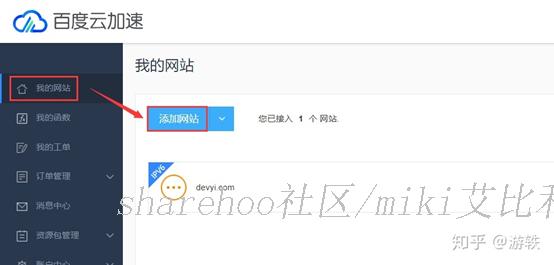 百度云加速
我的网站
我的函数
我的工单
订单管理
消息中心
资源包管理
账户中心
我的网站
添加网站
您已接入 1 个 网站.
IPV6
devyi.com
sharehoo社区/miki艾比利
知乎 @游轶